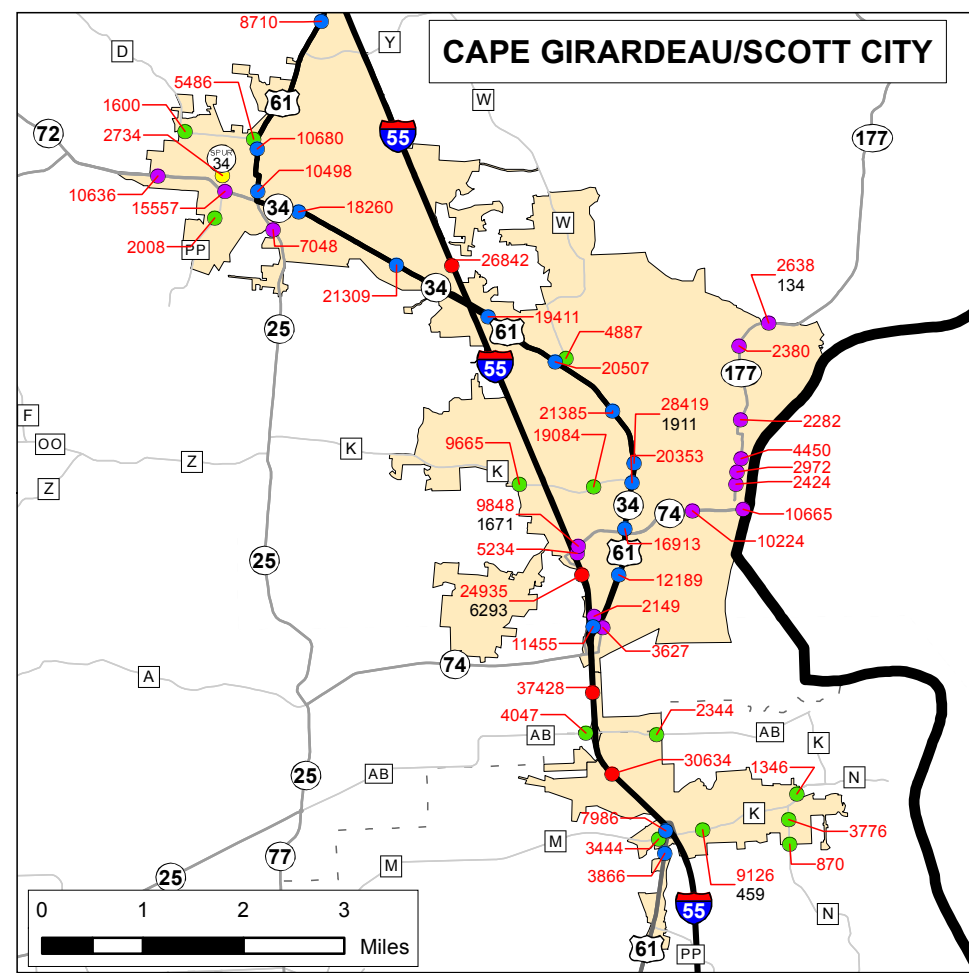 8710
Y
D
CAPE GIRARDEAU/SCOTT CITY
5486
61
W
1600
72
2734
10680
55
177
SPUR
34
10636
10498
15557
34
18260
W
2008
7048
PP
26842
2638
134
21309
34
19411
61
4887
25
55
20507
2380
177
F
21385
28419
1911
2282
OO
9665
19084
20353
4450
Z
K
K
2972
Z
2424
34
9848
1671
74
10665
5234
16913
10224
25
61
24935
6293
12189
2149
11455
3627
74
A
37428
4047
2344
AB
AB
K
25
AB
30634
1346
N
K
7986
3776
M
3444
M
77
3866
9126
459
870
25
55
N
0 1 2 3
Miles
61
PP